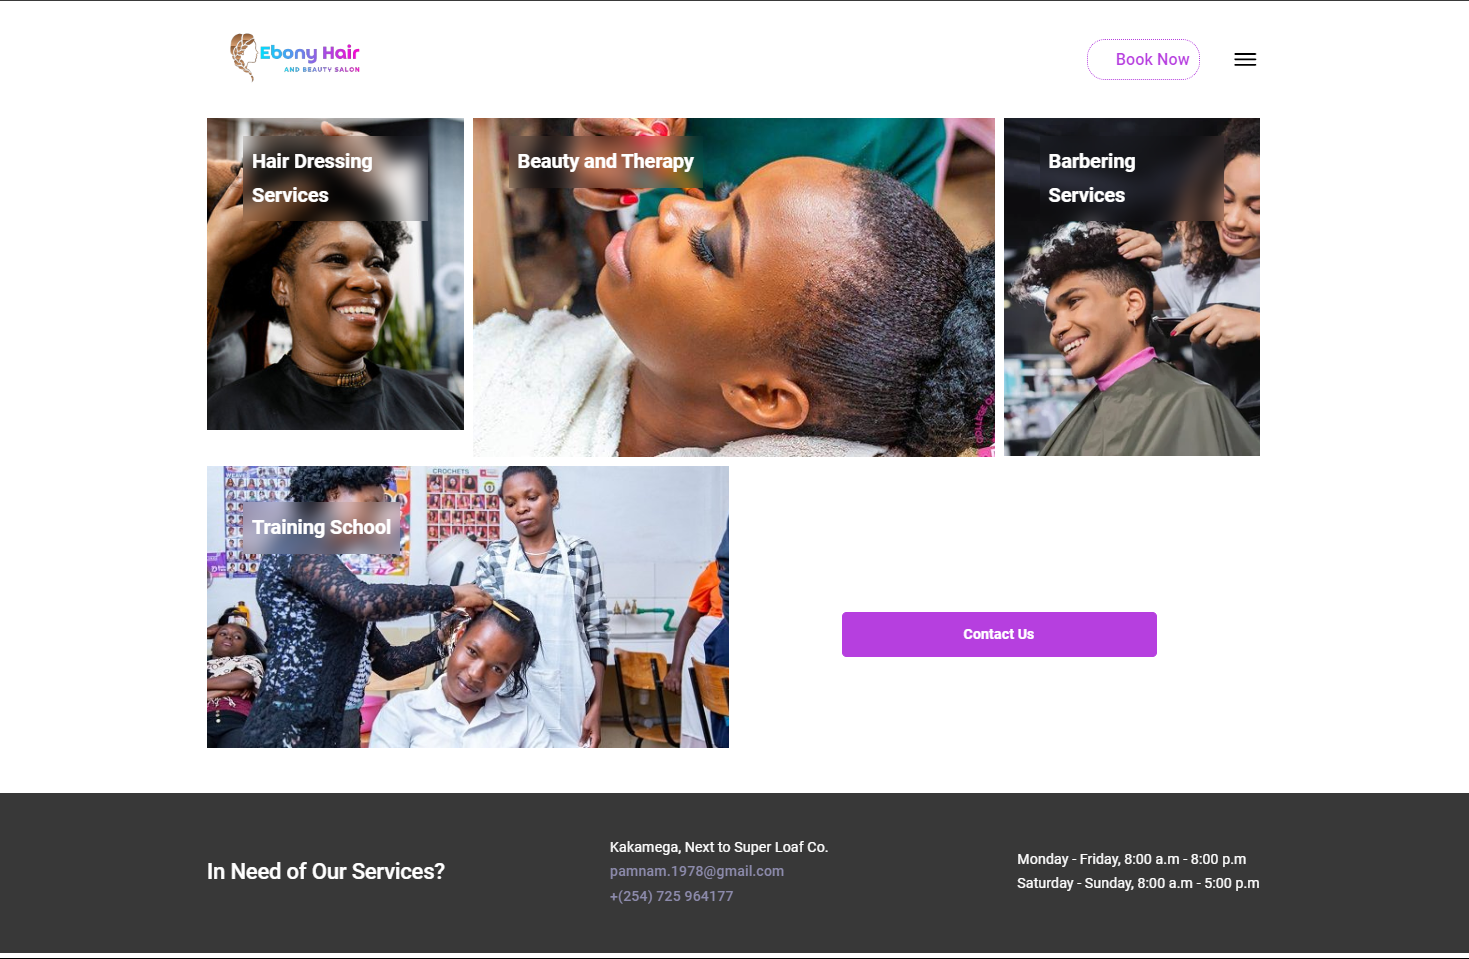 Ebony Hair
AND BEAUTY SALON
Book Now
Hair Dressing
Services
Beauty and Therapy
Barbering
Services
COLLEGE OF
CROCHETS
Training School
Contact Us
In Need of Our Services?
Kakamega, Next to Super Loaf Co.
pamnam.1978@gmail.com
+(254) 725 964177
Monday - Friday, 8:00 a.m - 8:00 p.m
Saturday - Sunday, 8:00 a.m - 5:00 p.m